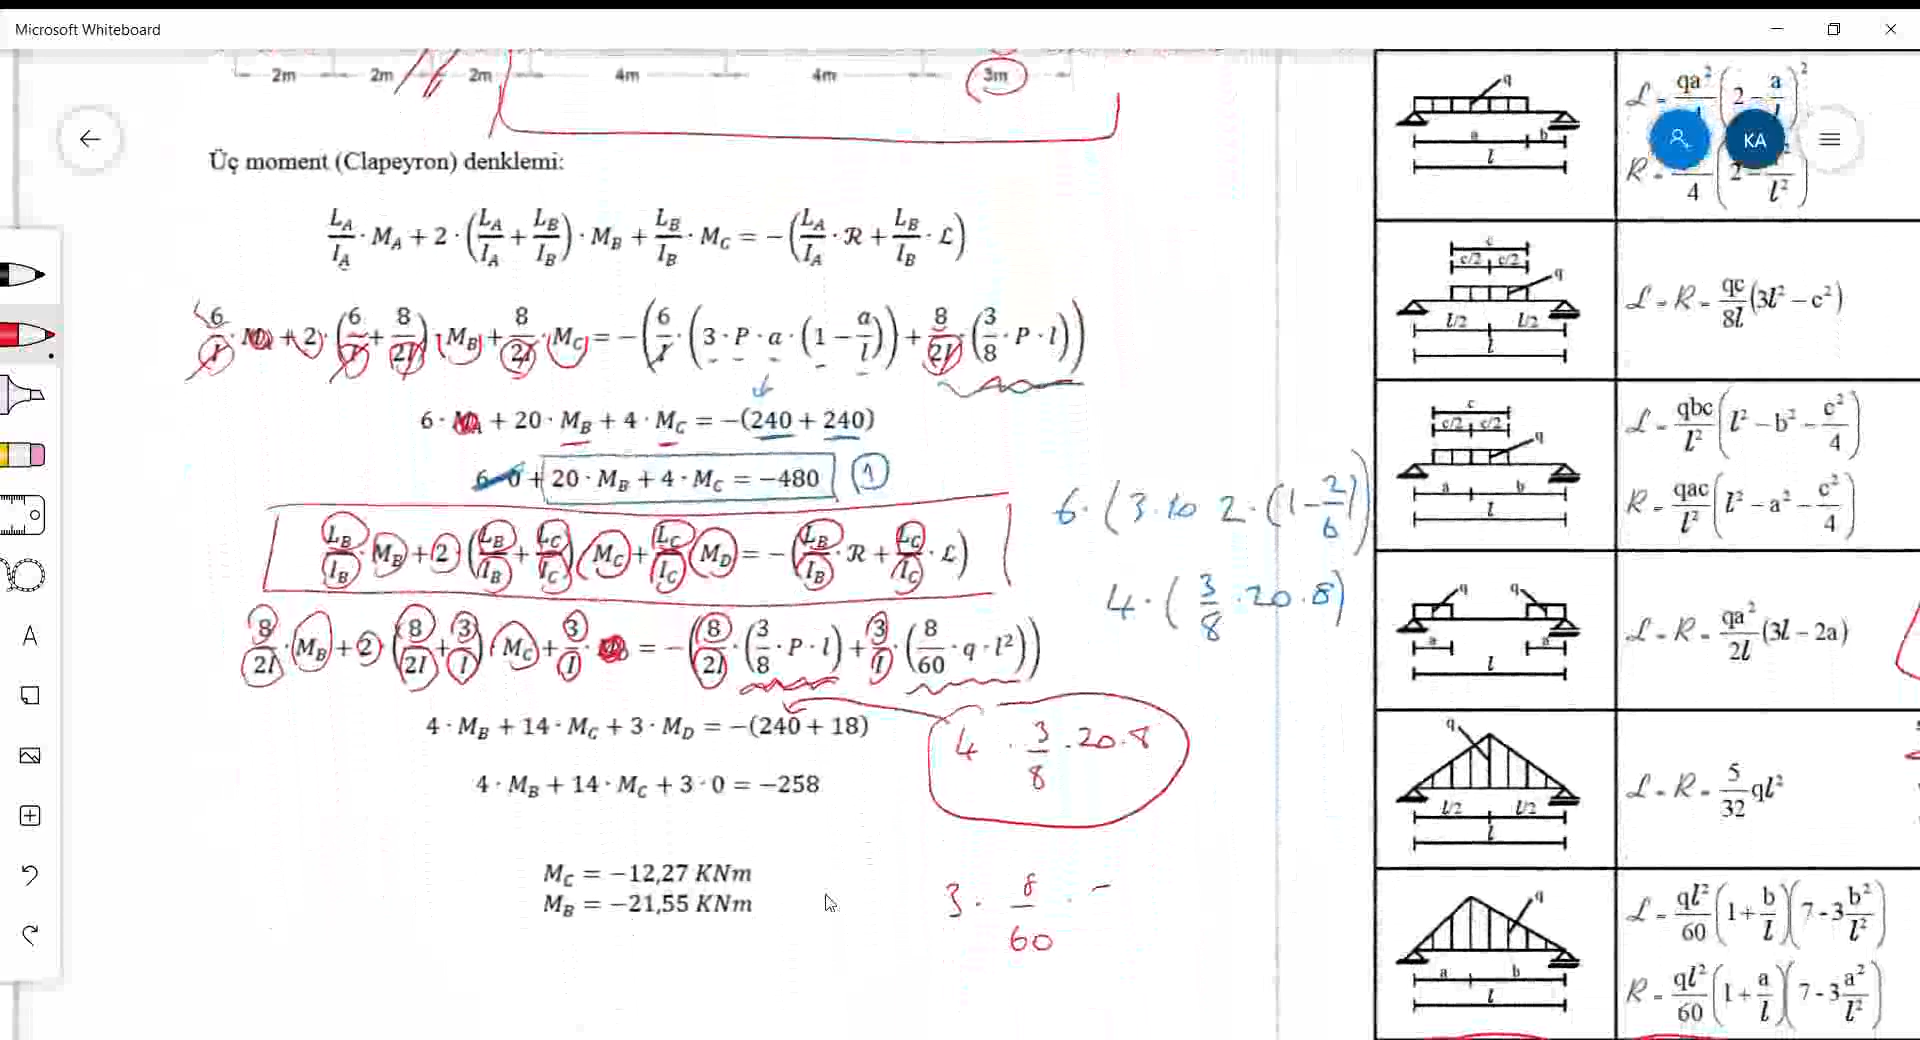 Microsoft Whiteboard
2m 2m 2m 4m 4m 3m
Üç moment (Clapeyron) denklemi:
L_A/I_A · M_A + 2 · (L_A/I_A + L_B/I_B) · M_B + L_B/I_B · M_C = −(L_A/I_A · ℛ + L_B/I_B · ℒ)
6/I · M + 2 · (6/I + 8/2I) · M_B + 8/2I · M_C = −(6/I · (3 · P · a · (1 − a/l)) + 8/2I · (3/8 · P · l))
6 · M_A + 20 · M_B + 4 · M_C = −(240 + 240)
6 · 0 + 20 · M_B + 4 · M_C = −480 1
L_B/I_B · M_B + 2 · (L_B/I_B + L_C/I_C) · M_C + L_C/I_C · M_D = −(L_B/I_B · ℛ + L_C/I_C · ℒ)
8/2I · M_B + 2 · (8/2I + 3/I) · M_C + 3/I · = −(8/2I · (3/8 · P · l) + 3/I · (8/60 · q · l²))
4 · M_B + 14 · M_C + 3 · M_D = −(240 + 18)
4 · M_B + 14 · M_C + 3 · 0 = −258
M_C = −12,27 KNm
M_B = −21,55 KNm
6 · (3 · 10 2 · (1 − 2/6))
4 · (3/8 · 20 · 8)
4 · 3/8 · 20 · 8
3 · 8/60 · −
KA
A
q
a b
l
ℒ = qa²/4 (2 − a/l)²
c
c/2 c/2
q
l/2 l/2
l
ℒ = ℛ = qc/8l (3l² − c²)
c
c/2 c/2
q
a b
l
ℒ = qbc/l² (l² − b² − c²/4)
ℛ = qac/l² (l² − a² − c²/4)
q q
a a
l
ℒ = ℛ = qa²/2l (3l − 2a)
q
l/2 l/2
l
ℒ = ℛ = 5/32 ql²
q
a b
l
ℒ = ql²/60 (1 + b/l)(7 − 3 b²/l²)
ℛ = ql²/60 (1 + a/l)(7 − 3 a²/l²)